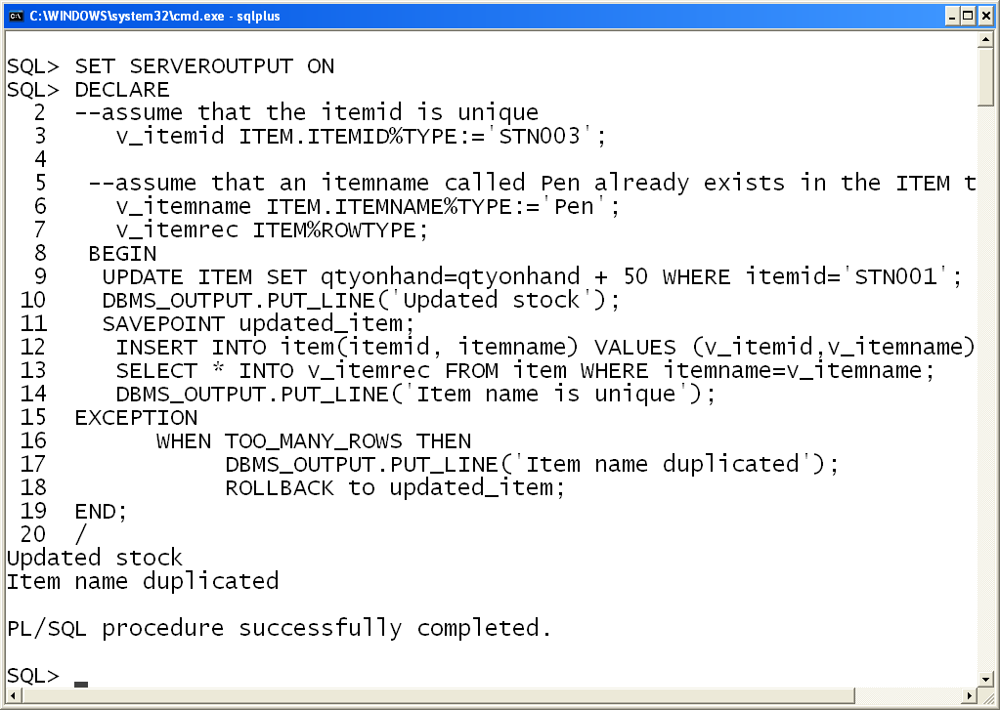 C:\WINDOWS\system32\cmd.exe - sqlplus
SQL> SET SERVEROUTPUT ON
SQL> DECLARE
2 --assume that the itemid is unique
3 v_itemid ITEM.ITEMID%TYPE:='STN003';
4
5 --assume that an itemname called Pen already exists in the ITEM t
6 v_itemname ITEM.ITEMNAME%TYPE:='Pen';
7 v_itemrec ITEM%ROWTYPE;
8 BEGIN
9 UPDATE ITEM SET qtyonhand=qtyonhand + 50 WHERE itemid='STN001';
10 DBMS_OUTPUT.PUT_LINE('Updated stock');
11 SAVEPOINT updated_item;
12 INSERT INTO item(itemid, itemname) VALUES (v_itemid,v_itemname)
13 SELECT * INTO v_itemrec FROM item WHERE itemname=v_itemname;
14 DBMS_OUTPUT.PUT_LINE('Item name is unique');
15 EXCEPTION
16 WHEN TOO_MANY_ROWS THEN
17 DBMS_OUTPUT.PUT_LINE('Item name duplicated');
18 ROLLBACK to updated_item;
19 END;
20 /
Updated stock
Item name duplicated
PL/SQL procedure successfully completed.
SQL>